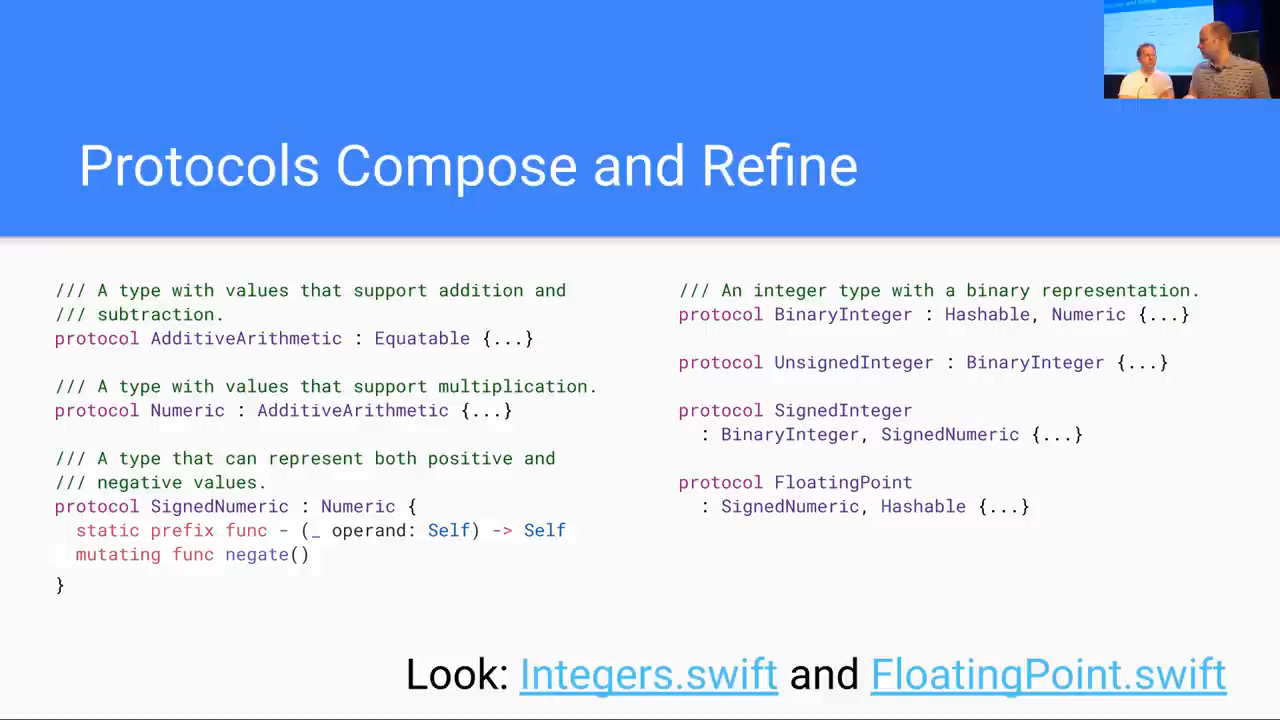 Protocols Compose and Refine
/// A type with values that support addition and
/// subtraction.
protocol AdditiveArithmetic : Equatable {...}
/// A type with values that support multiplication.
protocol Numeric : AdditiveArithmetic {...}
/// A type that can represent both positive and
/// negative values.
protocol SignedNumeric : Numeric {
static prefix func - (_ operand: Self) -> Self
mutating func negate()
}
/// An integer type with a binary representation.
protocol BinaryInteger : Hashable, Numeric {...}
protocol UnsignedInteger : BinaryInteger {...}
protocol SignedInteger
: BinaryInteger, SignedNumeric {...}
protocol FloatingPoint
: SignedNumeric, Hashable {...}
Look: Integers.swift and FloatingPoint.swift